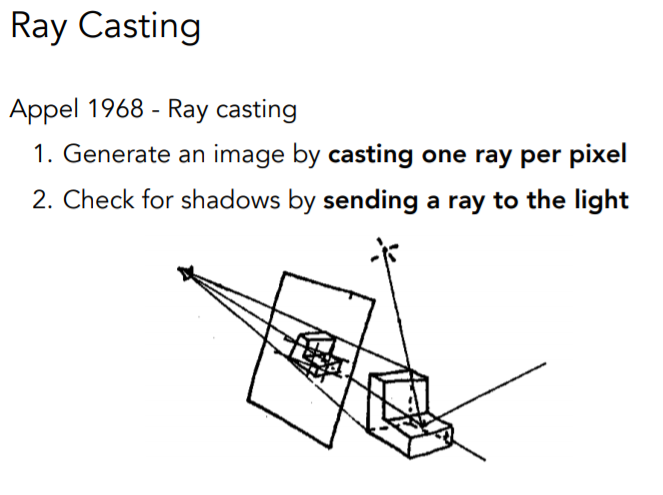 Ray Casting
Appel 1968 - Ray casting
1. Generate an image by casting one ray per pixel
2. Check for shadows by sending a ray to the light